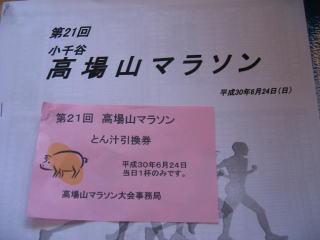 第21回
小千谷
高場山マラソン
平成30年6月24日(日)
第21回 高場山マラソン
とん汁引換券
平成30年6月24日
当日1杯のみです。
高場山マラソン大会事務局